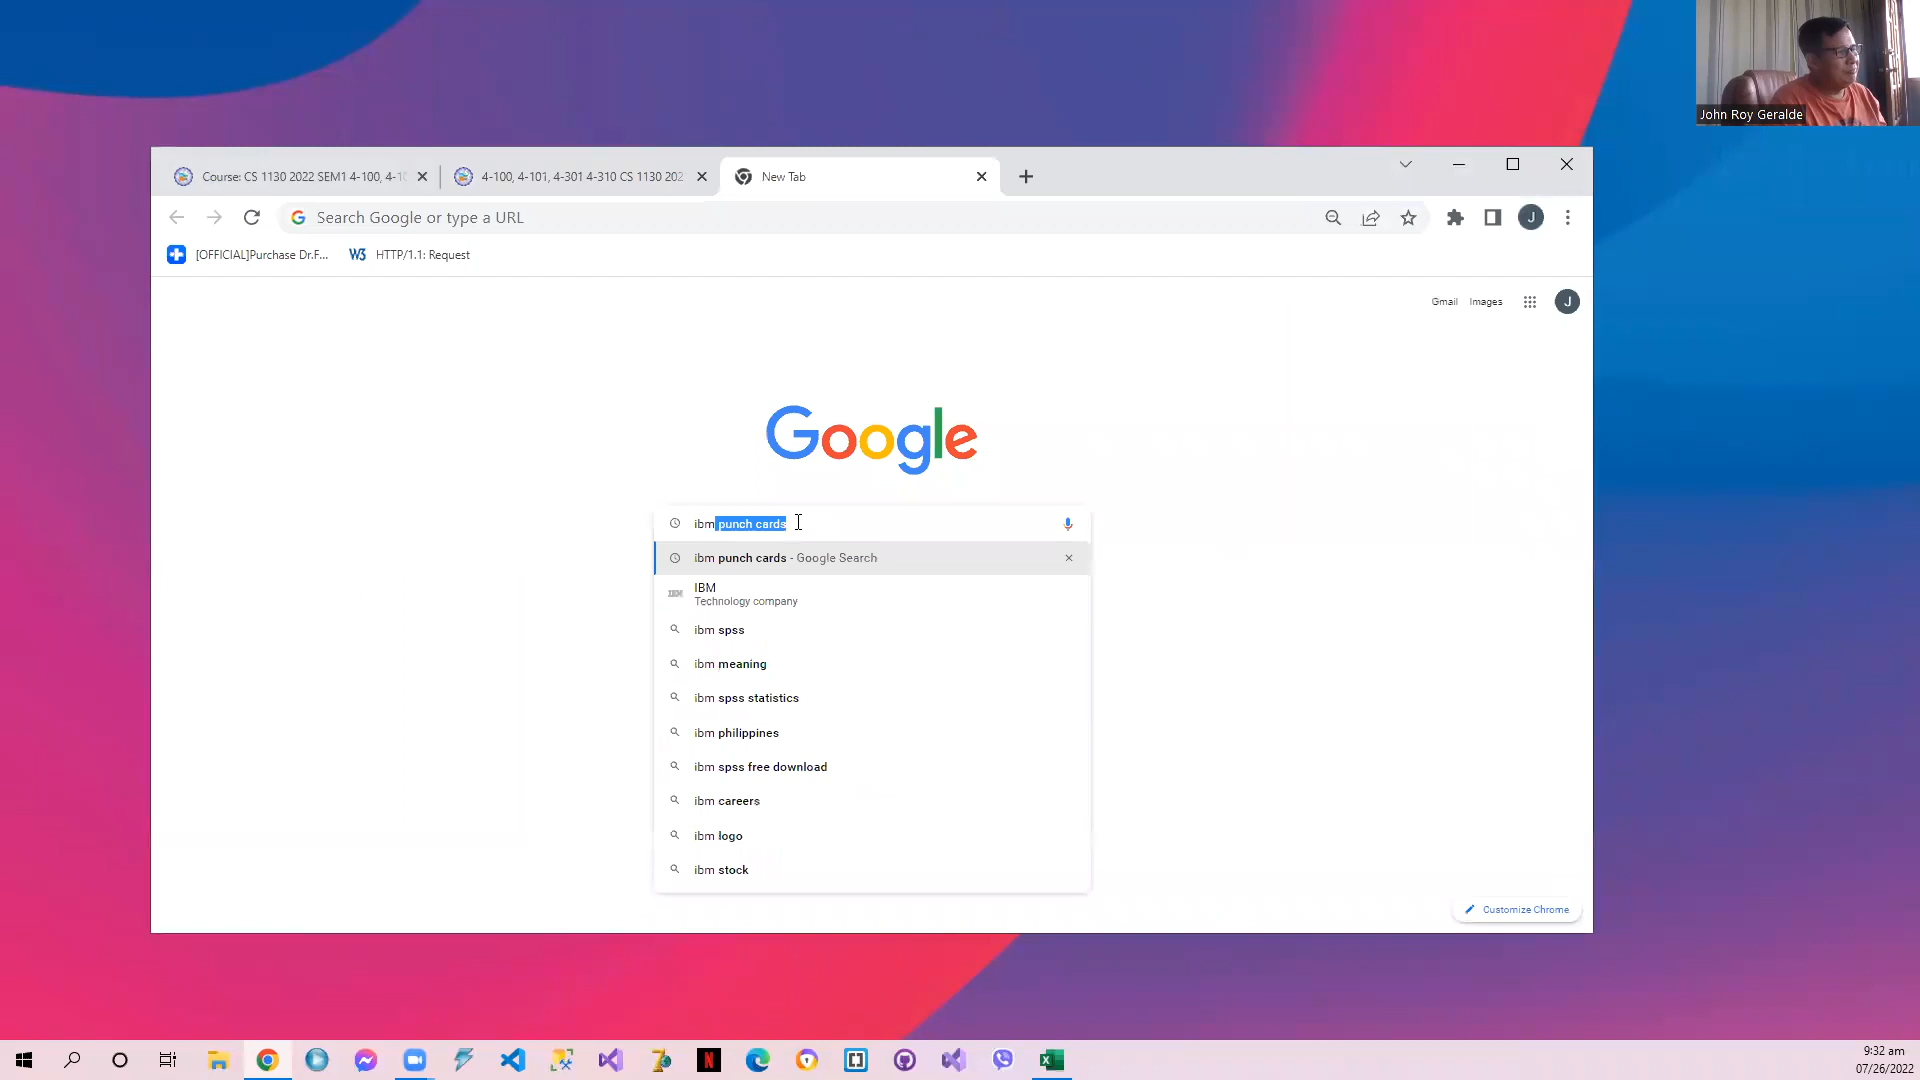 John Roy Geralde
Course: CS 1130 2022 SEM1 4-100, 4-10
4-100, 4-101, 4-301 4-310 CS 1130 202
New Tab
Search Google or type a URL
J
[OFFICIAL]Purchase Dr.F...
W3 HTTP/1.1: Request
Gmail Images J
Google
ibm punch cards
ibm punch cards - Google Search
IBM
IBM
Technology company
ibm spss
ibm meaning
ibm spss statistics
ibm philippines
ibm spss free download
ibm careers
ibm logo
ibm stock
Customize Chrome
9:32 am
07/26/2022